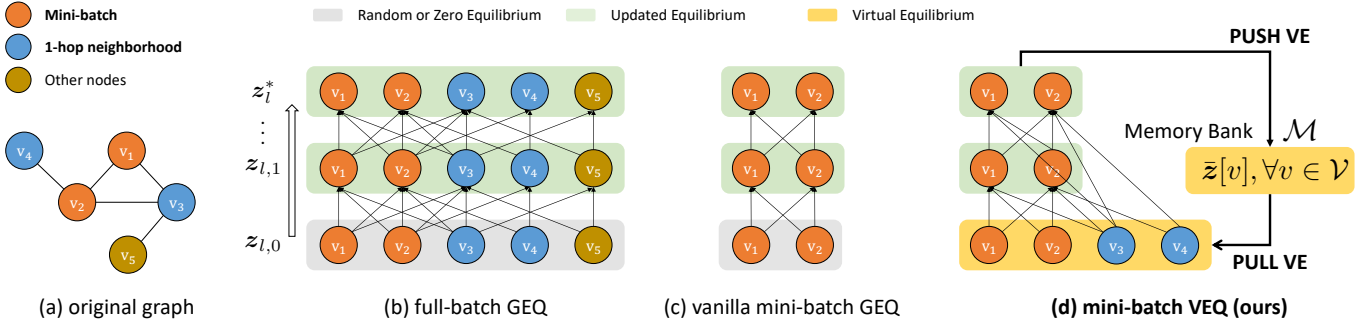 Mini-batch
1-hop neighborhood
Other nodes
Random or Zero Equilibrium
Updated Equilibrium
Virtual Equilibrium
v₄
v₁
v₂
v₃
v₅
(a) original graph
z*ₗ
⋮
zₗ,₁
zₗ,₀
v₁ v₂ v₃ v₄ v₅
v₁ v₂ v₃ v₄ v₅
v₁ v₂ v₃ v₄ v₅
(b) full-batch GEQ
v₁ v₂
v₁ v₂
v₁ v₂
(c) vanilla mini-batch GEQ
PUSH VE
v₁ v₂
v₁ v₂
v₁ v₂ v₃ v₄
Memory Bank ℳ
z̄[v], ∀v ∈ 𝒱
PULL VE
(d) mini-batch VEQ (ours)